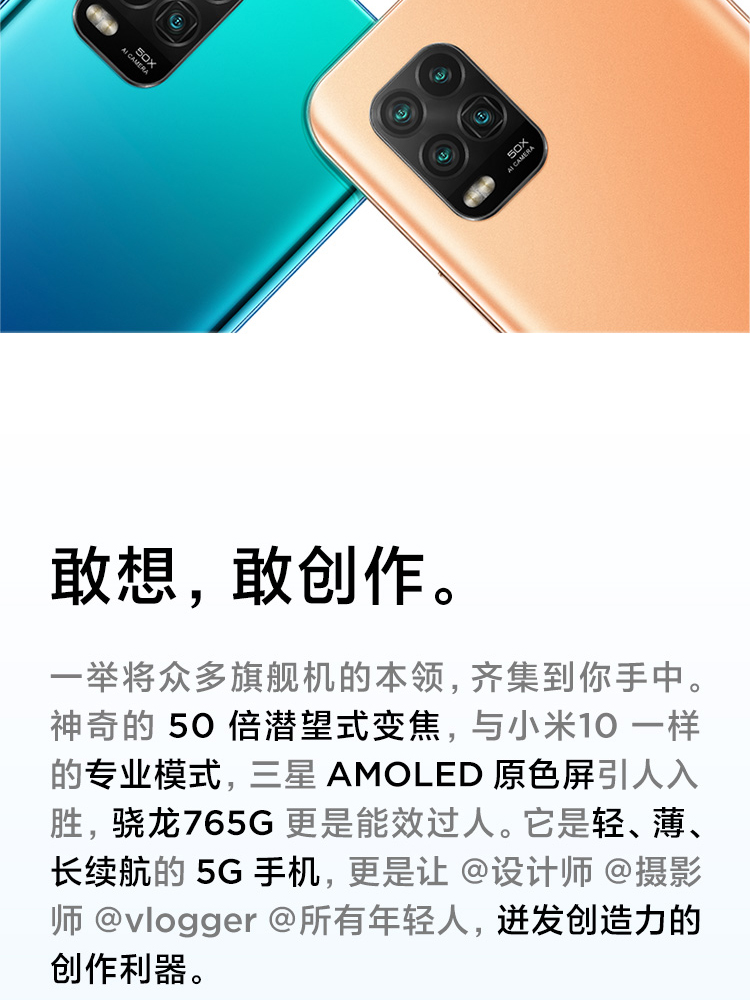 50X
AI CAMERA
50X
AI CAMERA
敢想，敢创作。
一举将众多旗舰机的本领，齐集到你手中。
神奇的 50 倍潜望式变焦，与小米10 一样
的专业模式，三星 AMOLED 原色屏引人入
胜，骁龙765G 更是能效过人。它是轻、薄、
长续航的 5G 手机，更是让 @设计师 @摄影
师 @vlogger @所有年轻人，迸发创造力的
创作利器。